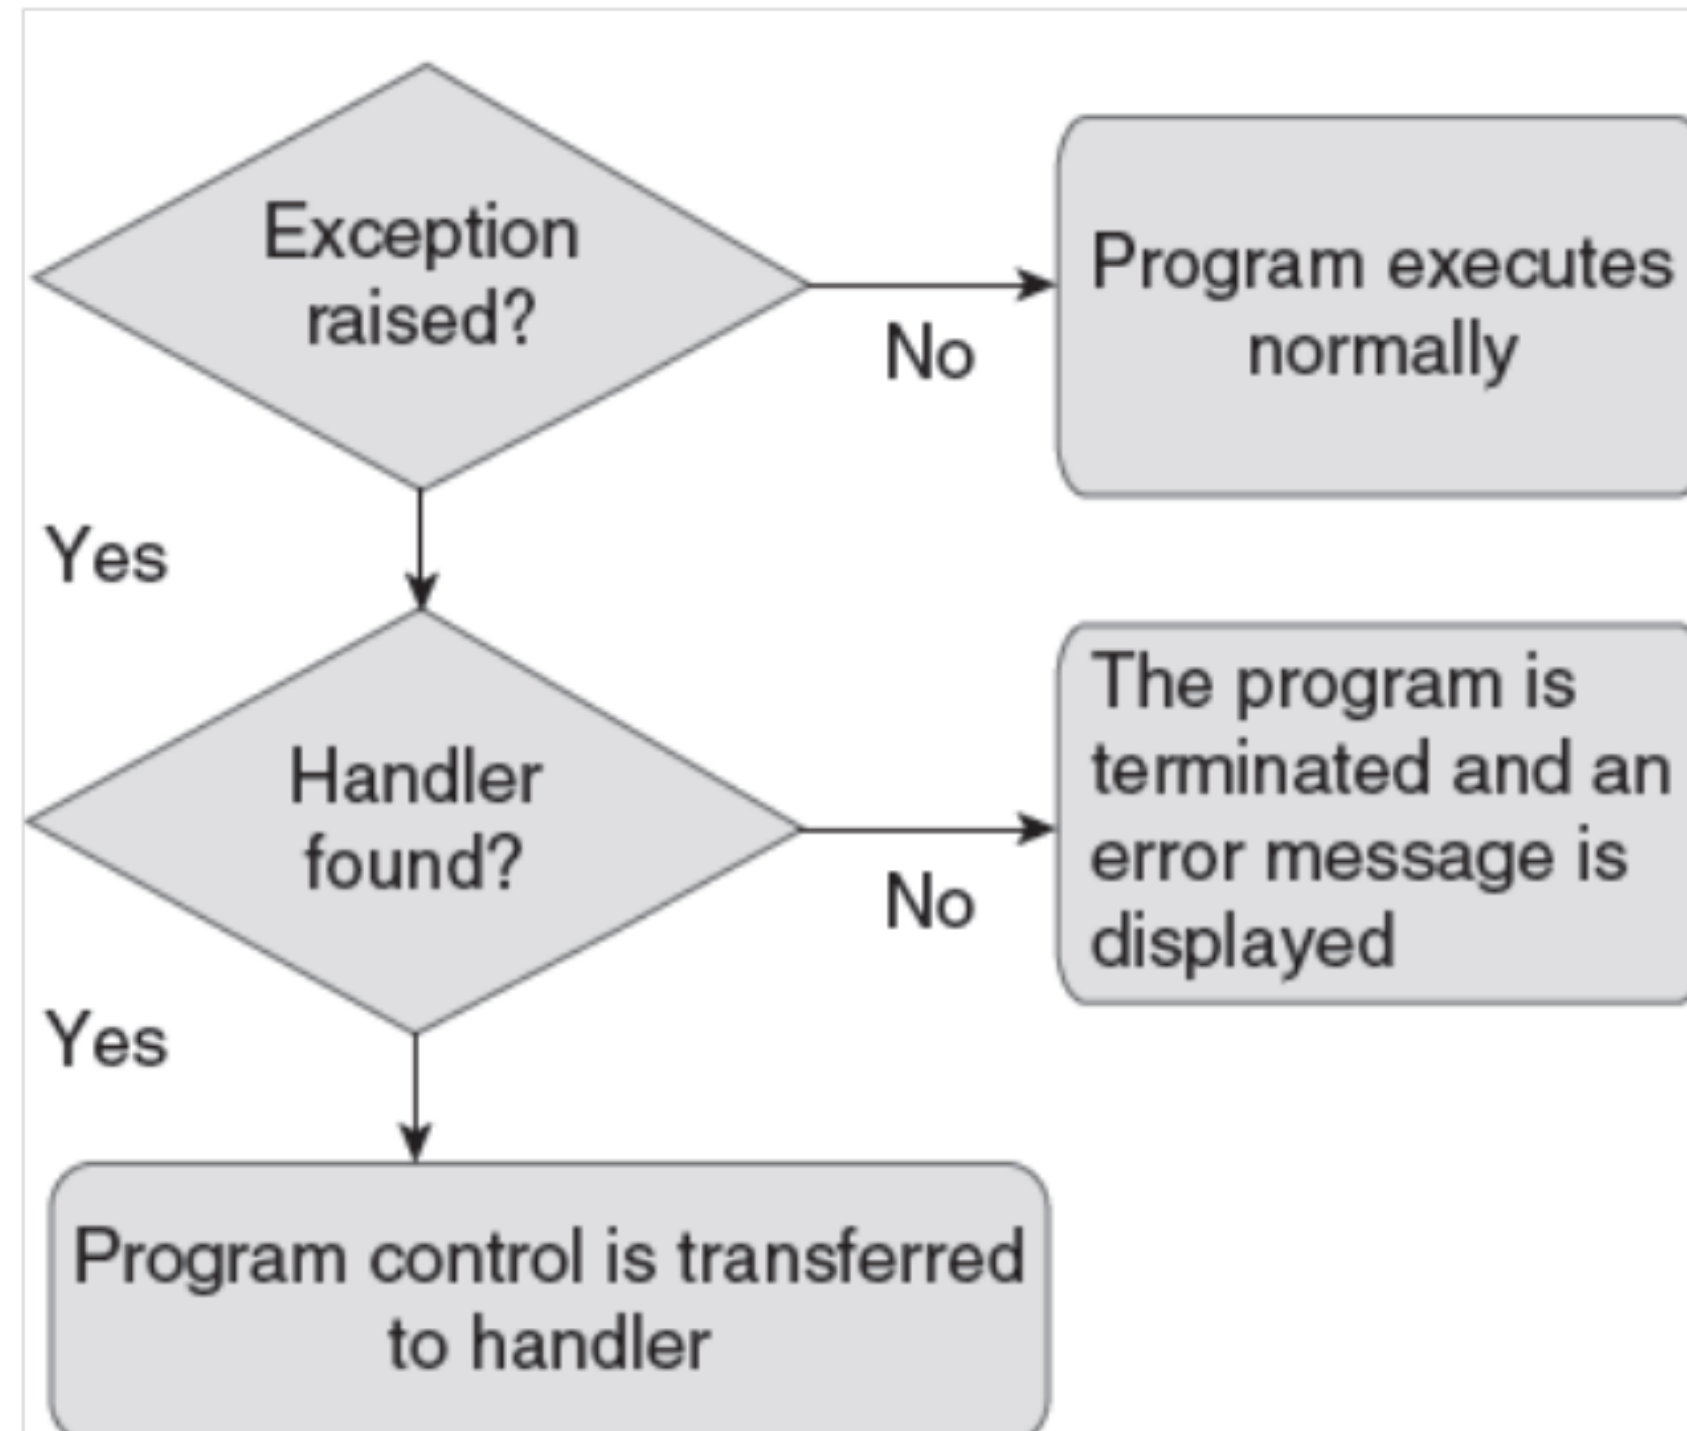 Exception
raised?
No
Program executes
normally
Yes
Handler
found?
No
The program is
terminated and an
error message is
displayed
Yes
Program control is transferred
to handler